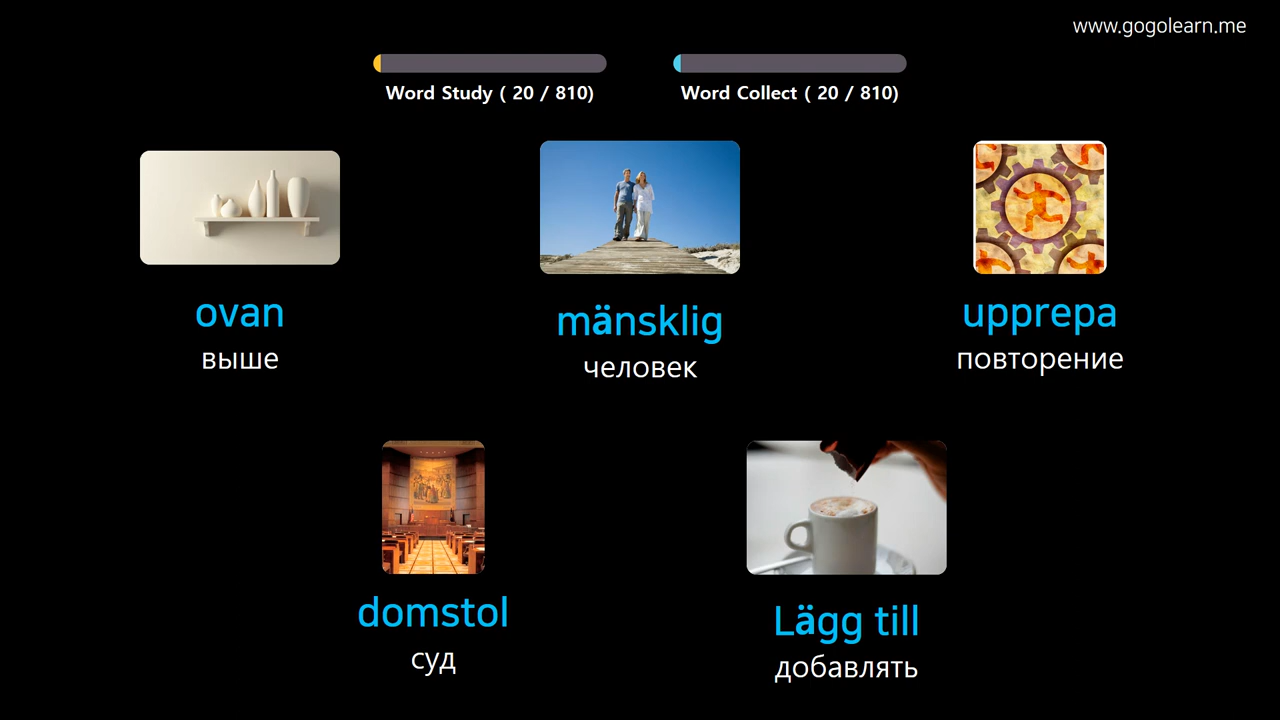 www.gogolearn.me
Word Study ( 20 / 810)
Word Collect ( 20 / 810)
ovan
выше
mänsklig
человек
upprepa
повторение
domstol
суд
Lägg till
добавлять